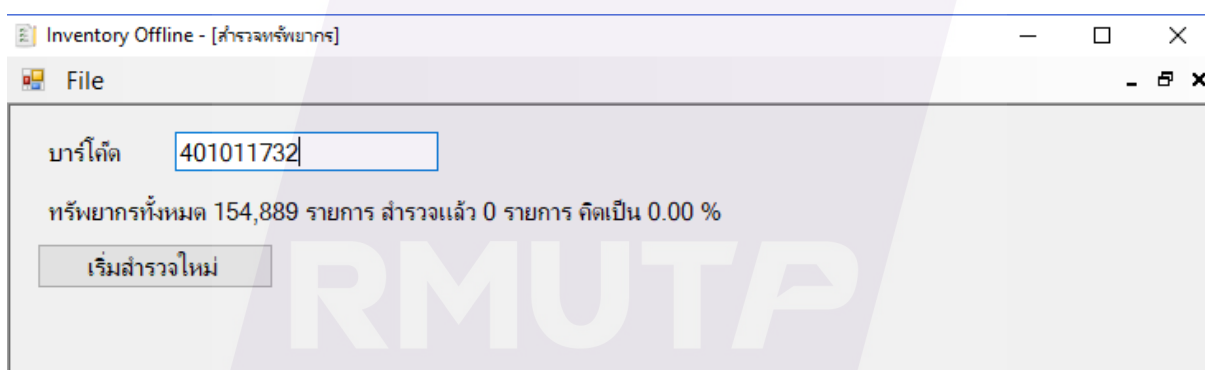 Inventory Offline - [สำรวจทรัพยากร]
File
บาร์โค้ด 401011732
ทรัพยากรทั้งหมด 154,889 รายการ สำรวจแล้ว 0 รายการ คิดเป็น 0.00 %
เริ่มสำรวจใหม่
RMUTP